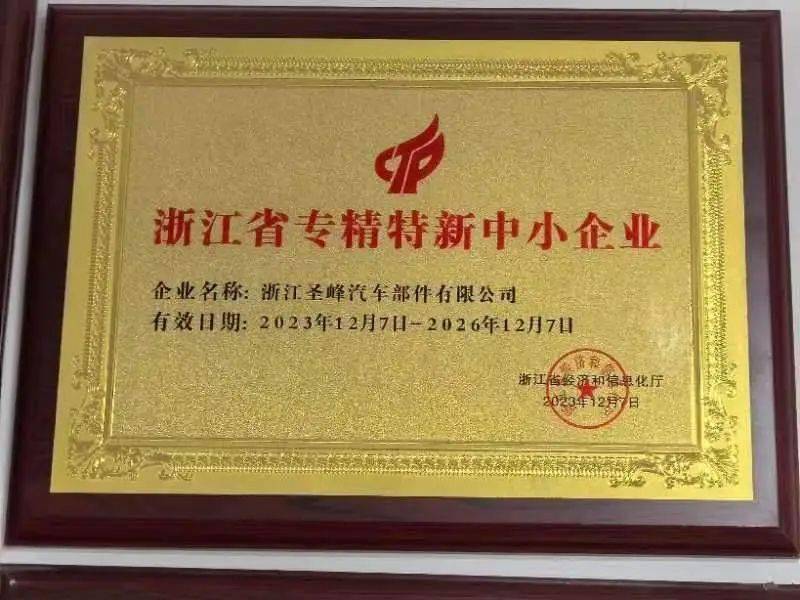 浙江省专精特新中小企业
企业名称: 浙江圣峰汽车部件有限公司
有效日期: 2023年12月7日-2026年12月7日
浙江省经济和信息化厅
2023年12月7日